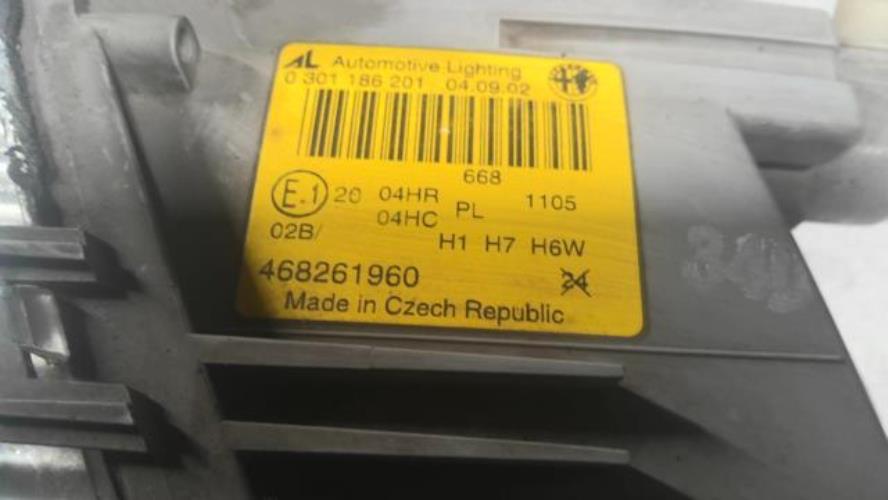 AL Automotive Lighting
0 301 186 201 04.09.02
668
E.1 20 04HR PL 1105
02B/ 04HC H1 H7 H6W
468261960 24
Made in Czech Republic